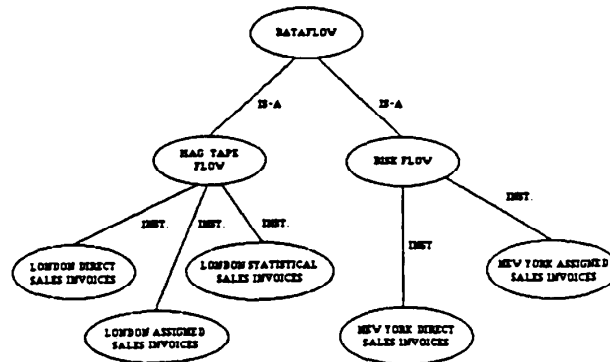 DATAFLOW
IS-A
IS-A
MAG TAPE
FLOW
DISK FLOW
INST.
INST.
INST.
INST.
INST
LONDON DIRECT
SALES INVOICES
LONDON STATISTICAL
SALES INVOICES
NEW YORK ASSIGNED
SALES INVOICES
LONDON ASSIGNED
SALES INVOICES
NEW YORK DIRECT
SALES INVOICES